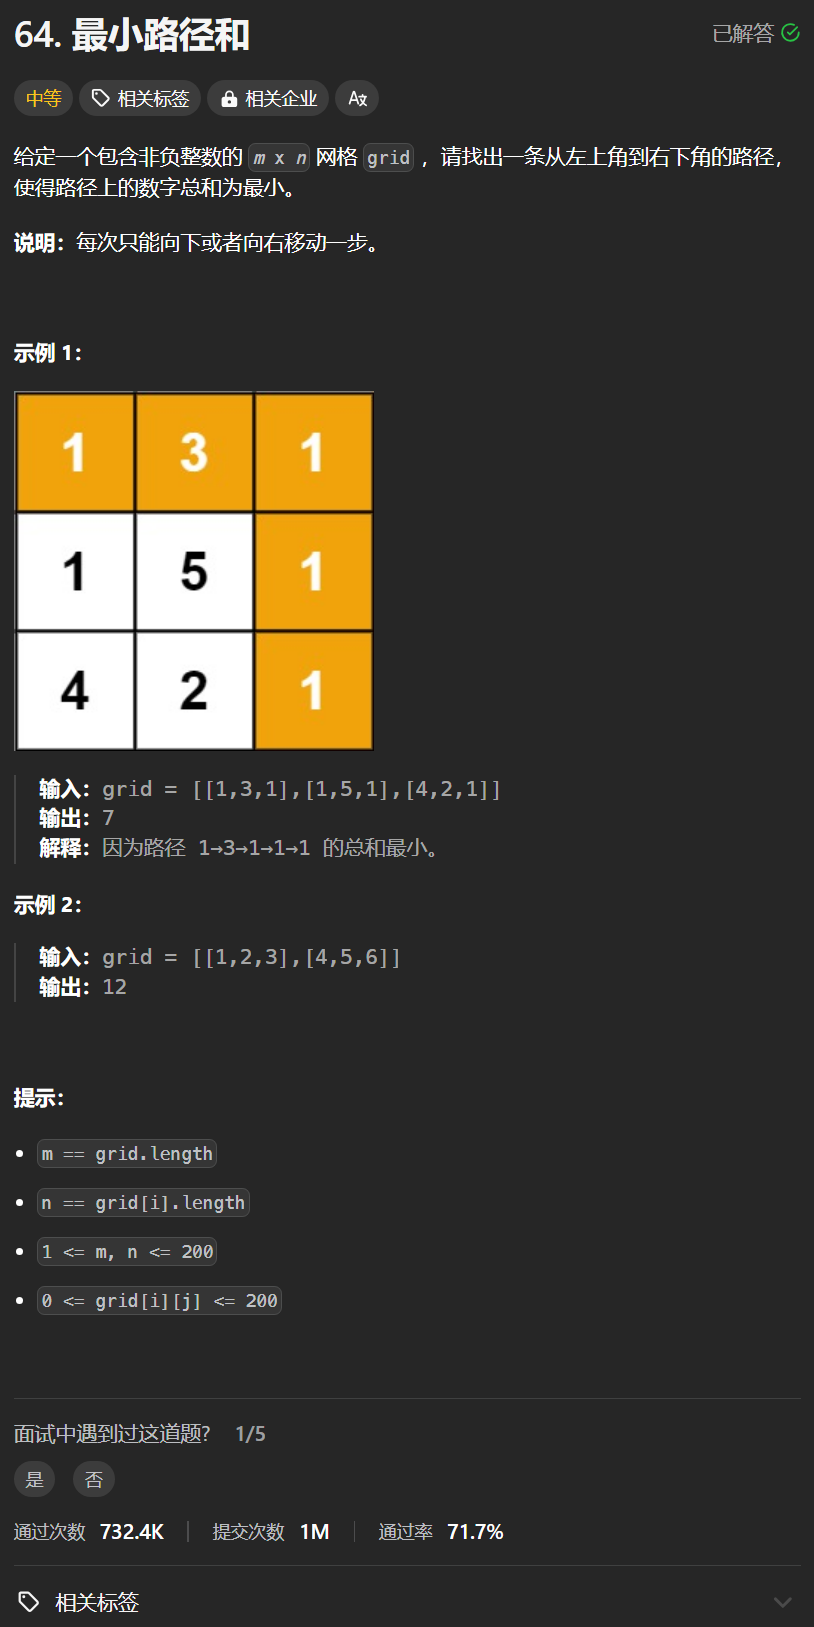 64. 最小路径和
已解答
中等 相关标签 相关企业
给定一个包含非负整数的 m x n 网格 grid ，请找出一条从左上角到右下角的路径，
使得路径上的数字总和为最小。
说明：每次只能向下或者向右移动一步。
示例 1：
1 3 1
1 5 1
4 2 1
输入：grid = [[1,3,1],[1,5,1],[4,2,1]]
输出：7
解释：因为路径 1→3→1→1→1 的总和最小。
示例 2：
输入：grid = [[1,2,3],[4,5,6]]
输出：12
提示：
m == grid.length
n == grid[i].length
1 <= m, n <= 200
0 <= grid[i][j] <= 200
面试中遇到过这道题? 1/5
是 否
通过次数 732.4K 提交次数 1M 通过率 71.7%
相关标签